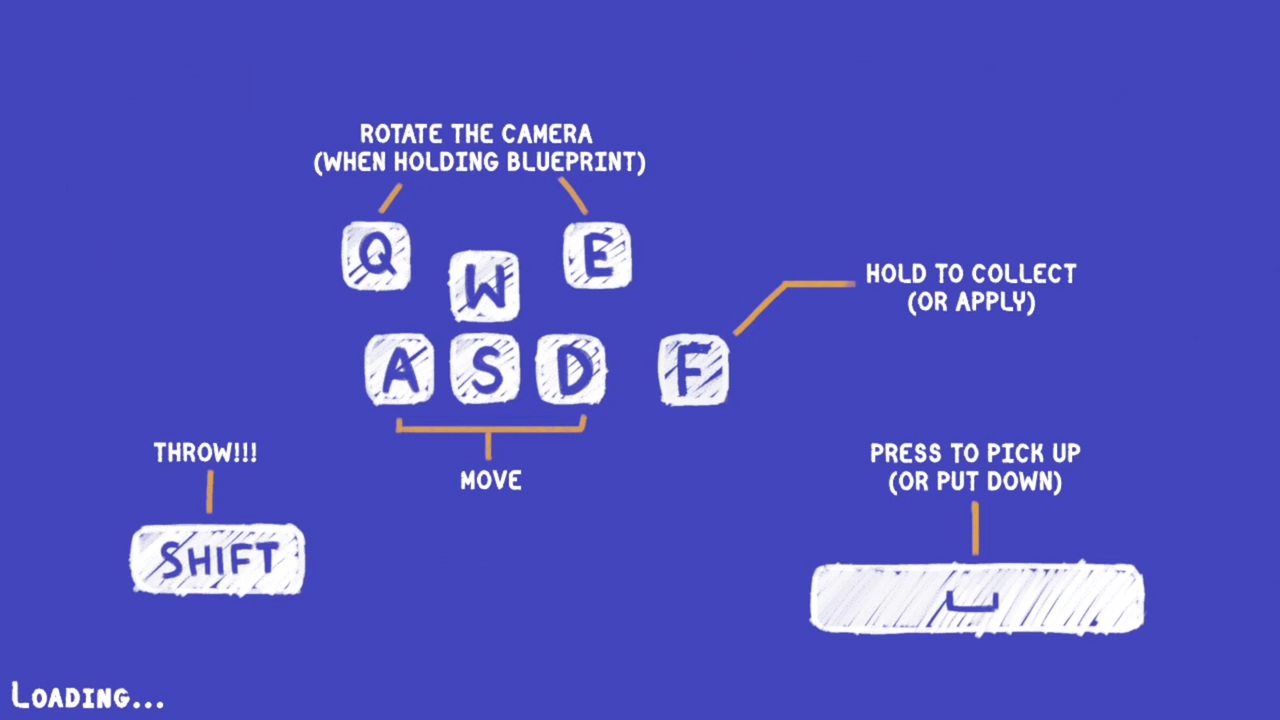 ROTATE THE CAMERA
(WHEN HOLDING BLUEPRINT)
Q
W
E
HOLD TO COLLECT
(OR APPLY)
A S D F
MOVE
THROW!!!
SHIFT
PRESS TO PICK UP
(OR PUT DOWN)
LOADING...